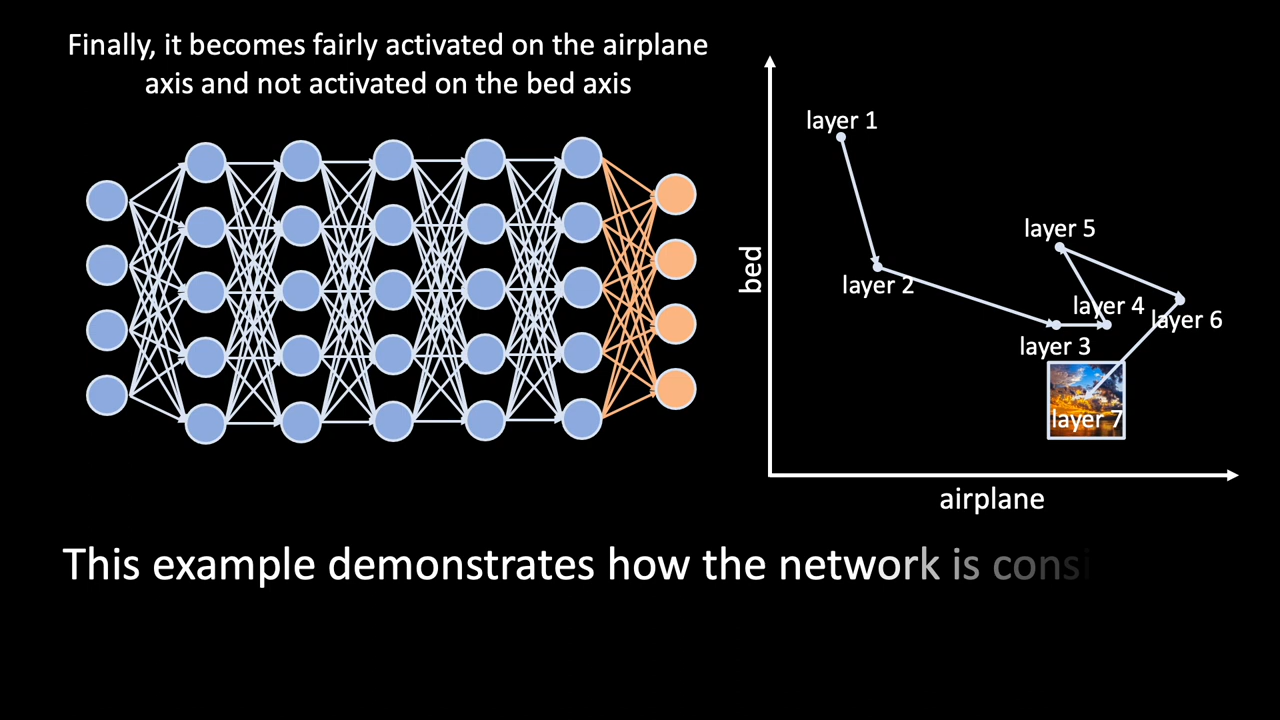 Finally, it becomes fairly activated on the airplane
axis and not activated on the bed axis
layer 1
layer 5
bed
layer 2
layer 4
layer 6
layer 3
layer 7
airplane
This example demonstrates how the network is